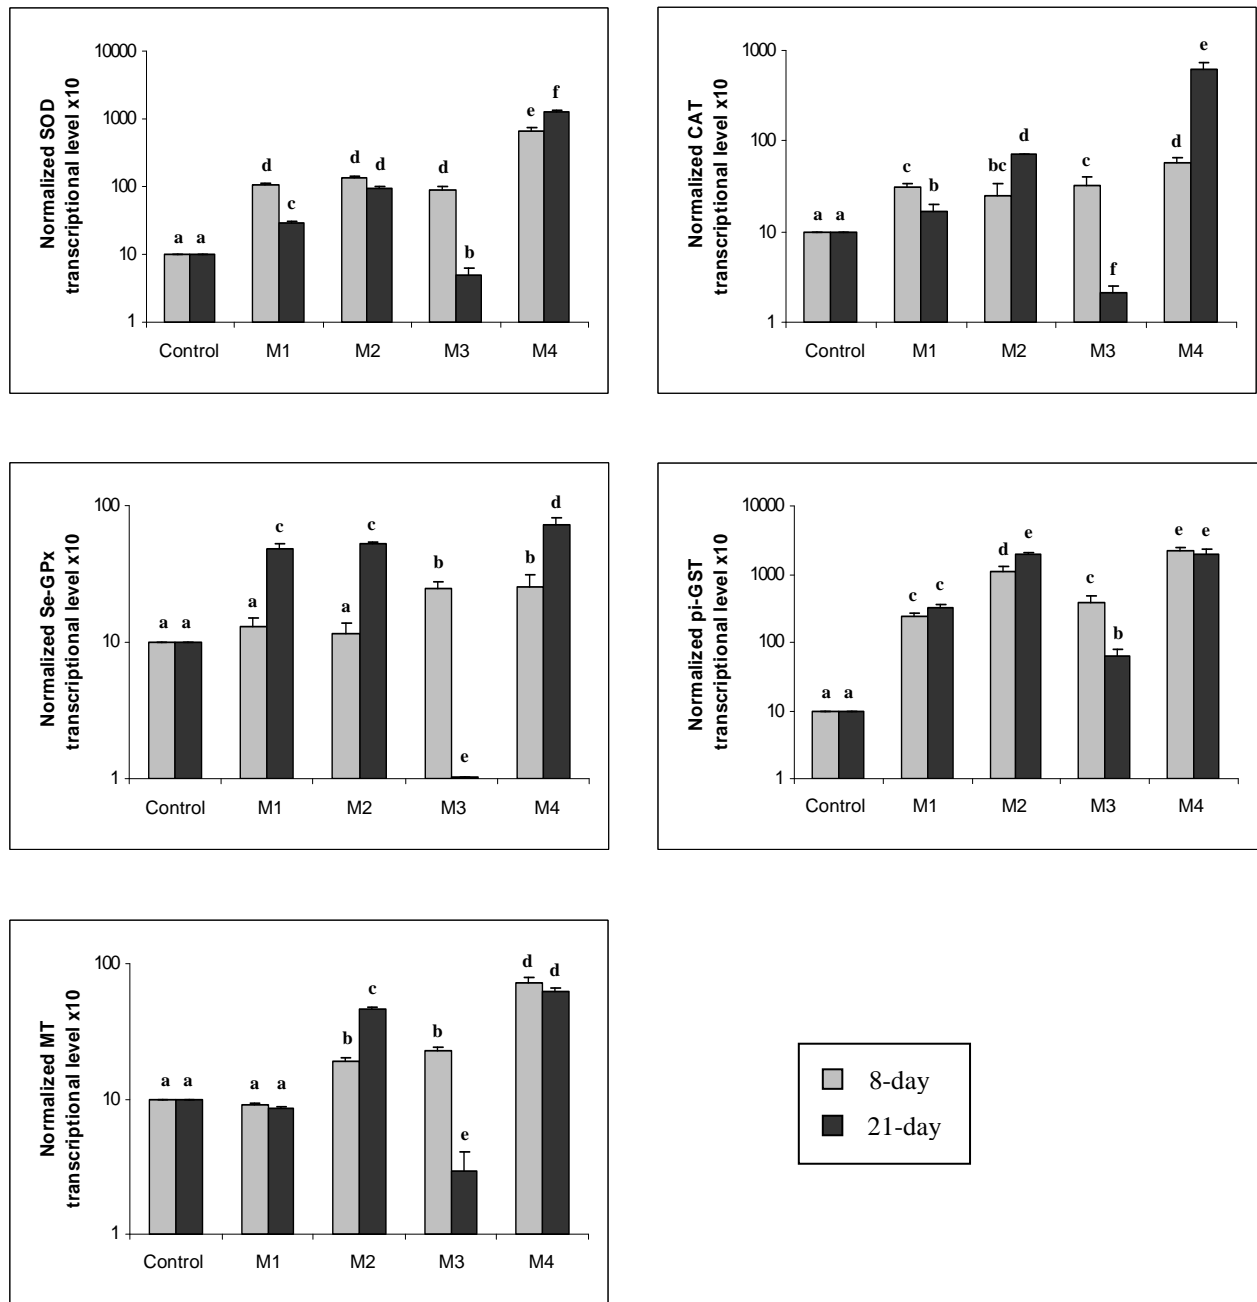 Normalized SOD
transcriptional level x10
10000
1000
100
10
1
a a d c d d d b e f
Control M1 M2 M3 M4
Normalized CAT
transcriptional level x10
1000
100
10
1
a a c b bc d c f d e
Control M1 M2 M3 M4
Normalized Se-GPx
transcriptional level x10
100
10
1
a a a c a c b e b d
Control M1 M2 M3 M4
Normalized pi-GST
transcriptional level x10
10000
1000
100
10
1
a a c c d e c b e e
Control M1 M2 M3 M4
Normalized MT
transcriptional level x10
100
10
1
a a a a b c b e d d
Control M1 M2 M3 M4
8-day
21-day